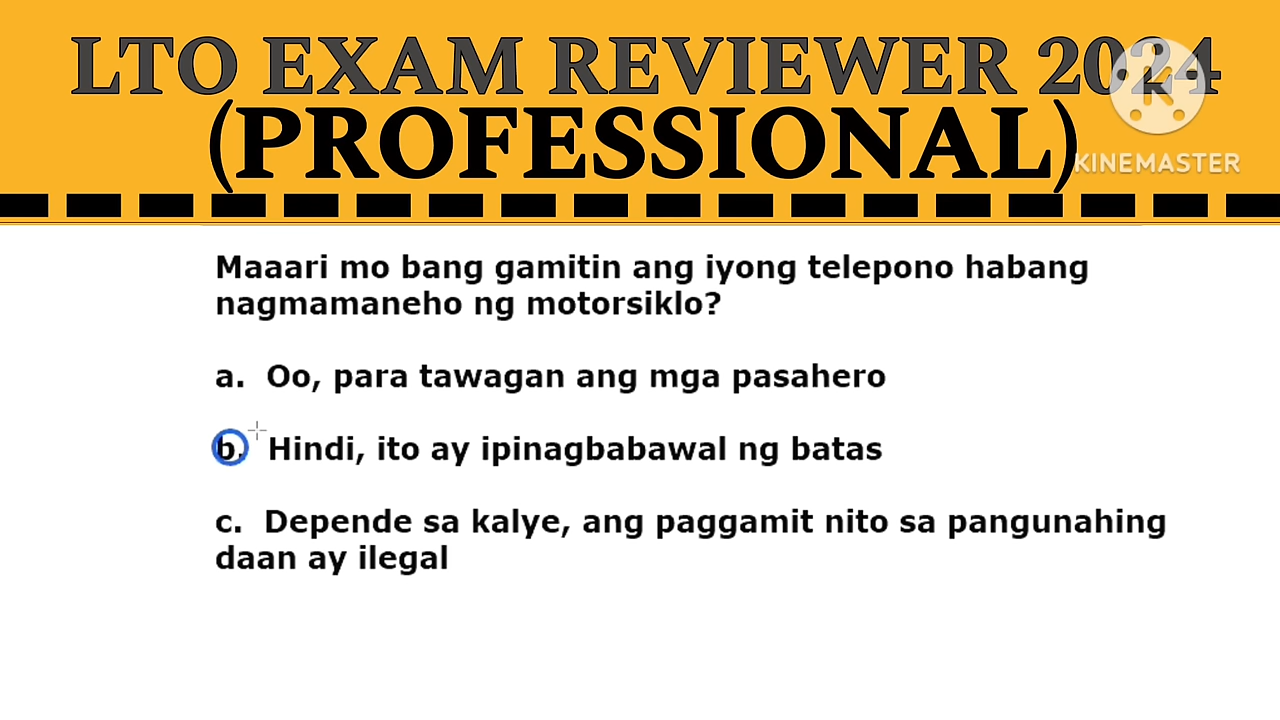 LTO EXAM REVIEWER 2024
(PROFESSIONAL)
KINEMASTER
Maaari mo bang gamitin ang iyong telepono habang
nagmamaneho ng motorsiklo?
a. Oo, para tawagan ang mga pasahero
b. Hindi, ito ay ipinagbabawal ng batas
c. Depende sa kalye, ang paggamit nito sa pangunahing
daan ay ilegal